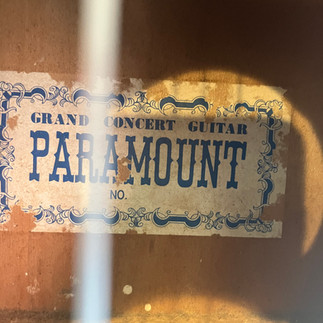 GRAND CONCERT GUITAR
PARAMOUNT
NO.